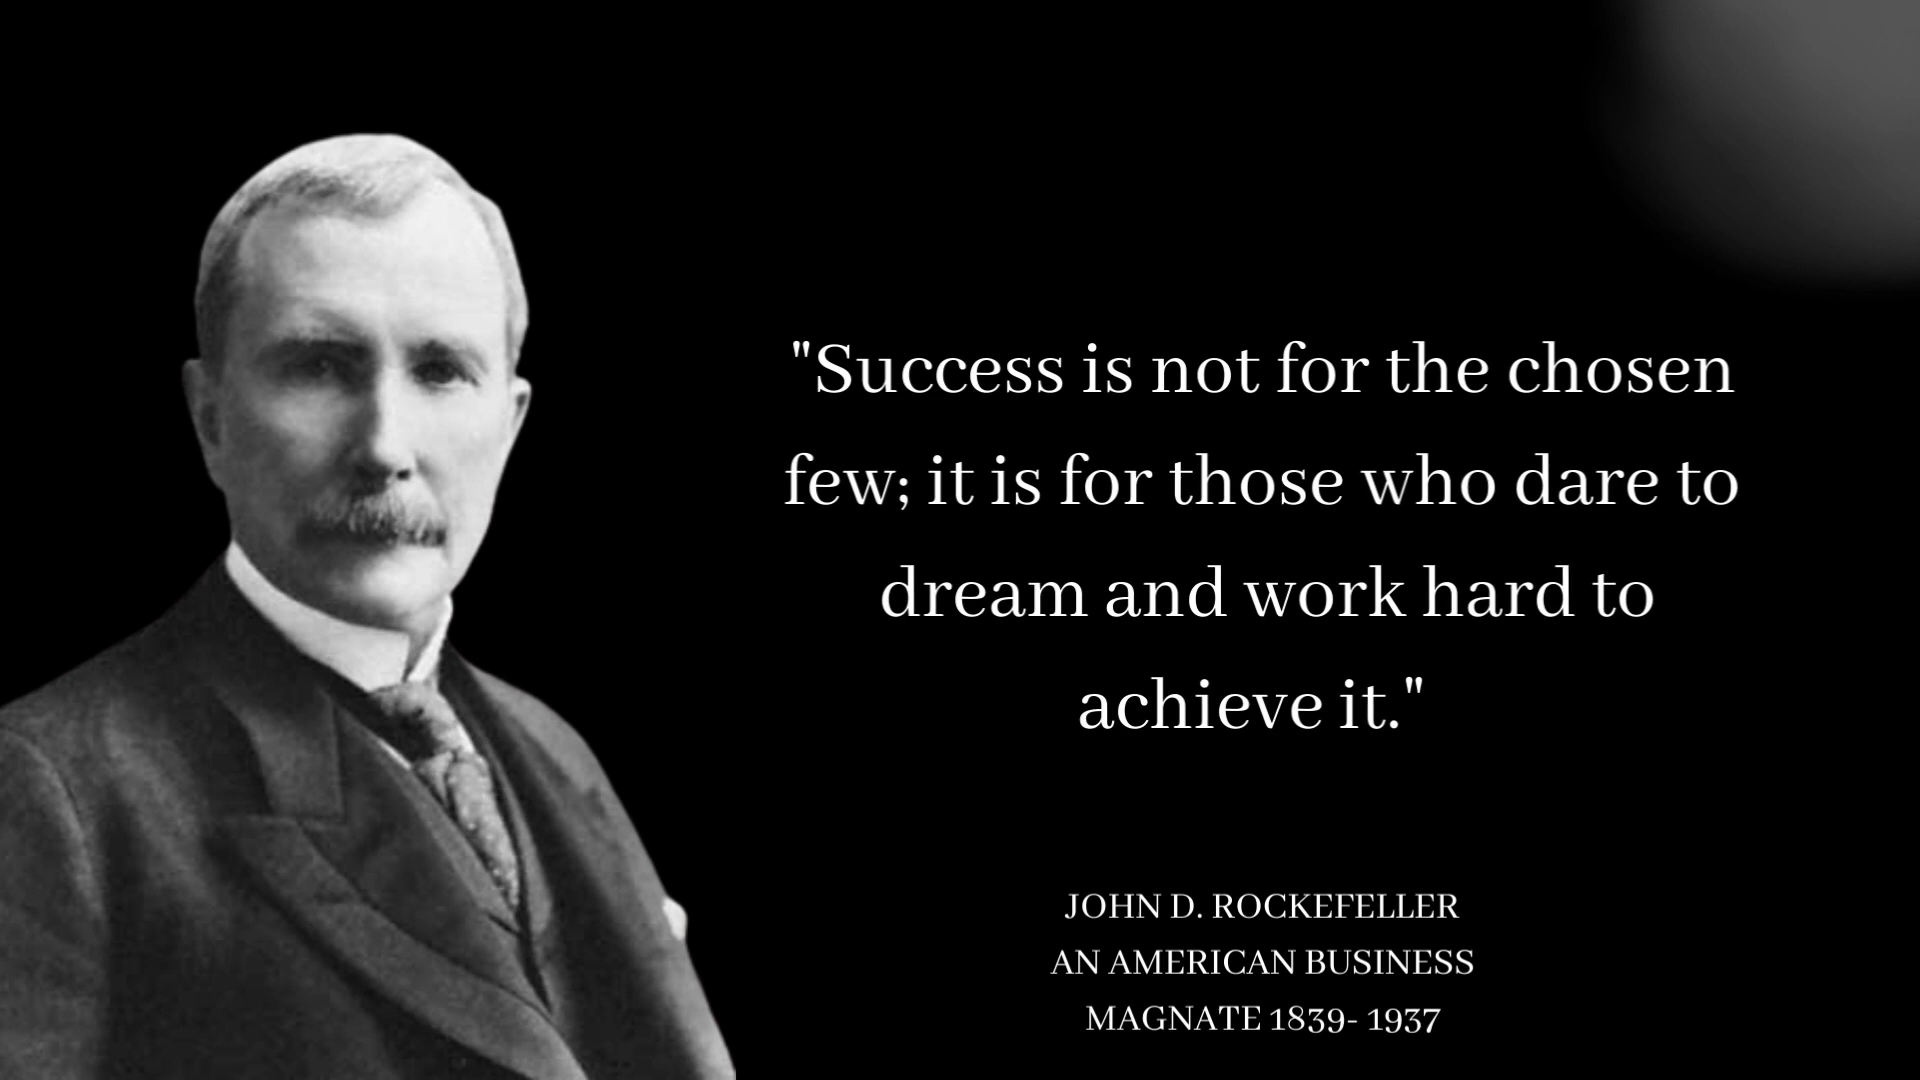 "Success is not for the chosen
few; it is for those who dare to
dream and work hard to
achieve it."
JOHN D. ROCKEFELLER
AN AMERICAN BUSINESS
MAGNATE 1839- 1937